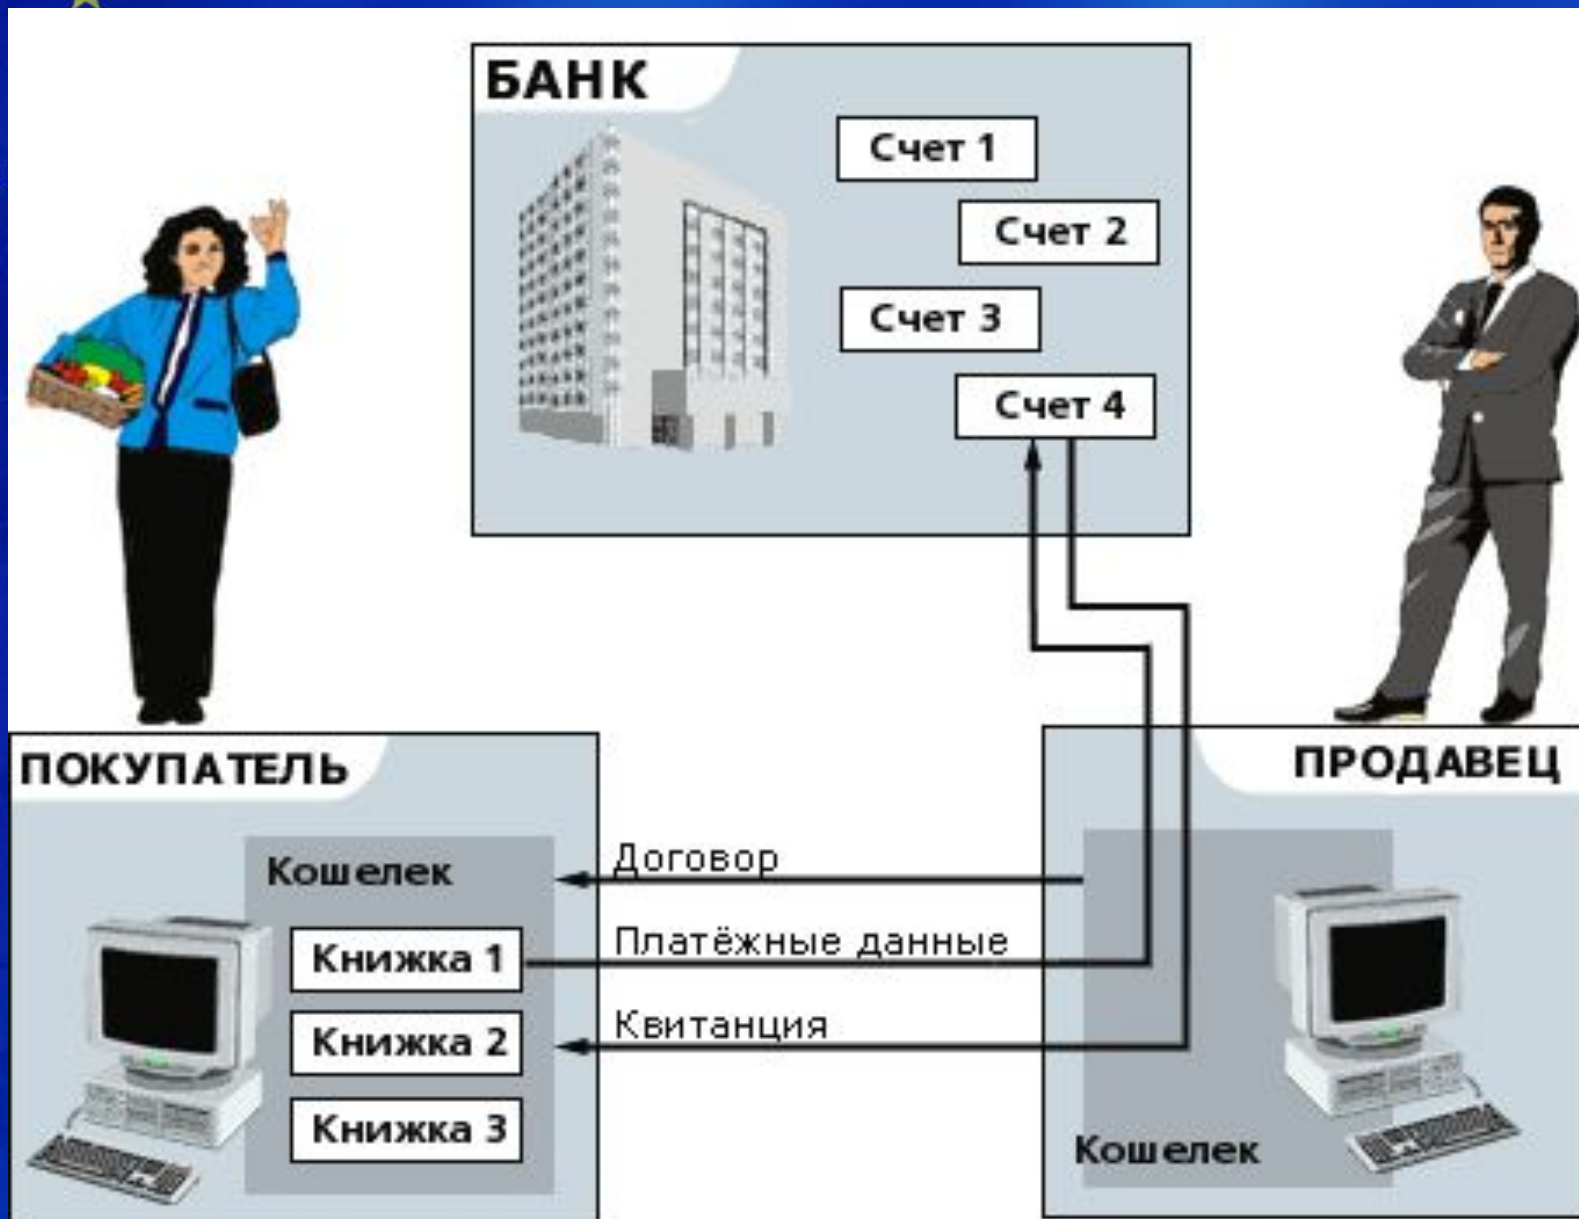 БАНК
Счет 1
Счет 2
Счет 3
Счет 4
ПОКУПАТЕЛЬ
ПРОДАВЕЦ
Кошелек
Договор
Книжка 1
Платёжные данные
Книжка 2
Квитанция
Книжка 3
Кошелек